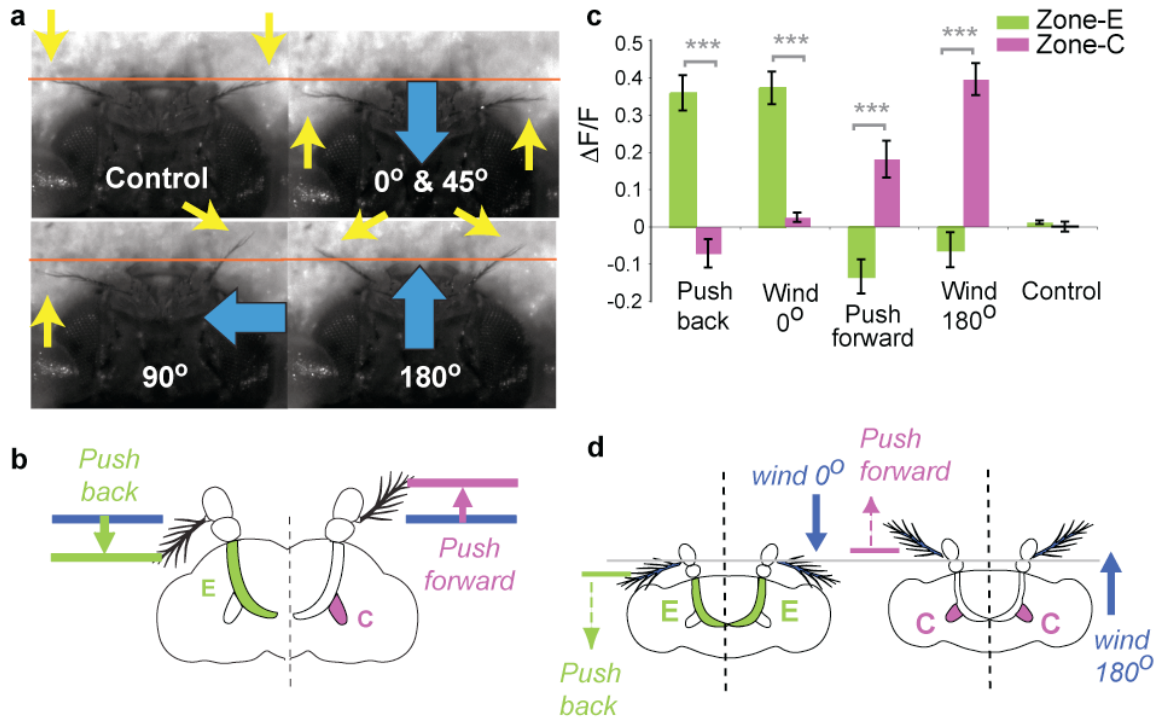 a
Control
0° & 45°
90°
180°
c
Zone-E
Zone-C
ΔF/F
0.5
0.4
0.3
0.2
0.1
0
-0.1
-0.2
***
***
***
***
Push back
Wind 0°
Push forward
Wind 180°
Control
b
Push
back
E
C
Push
forward
d
wind 0°
Push
forward
E
E
C
C
Push
back
wind
180°